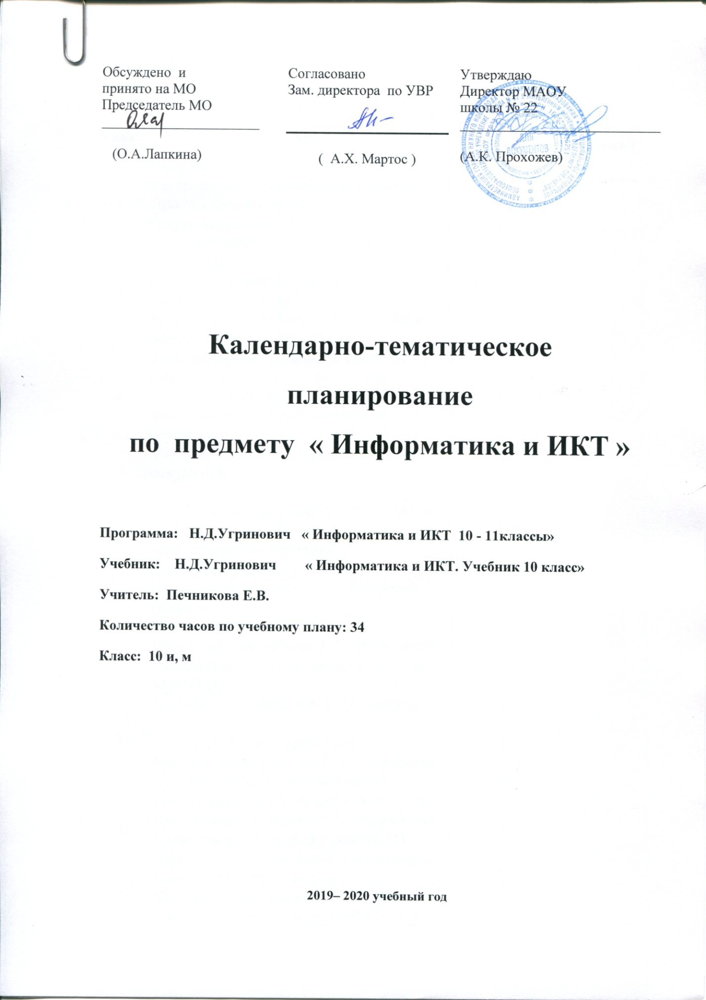 Обсуждено и
принято на МО
Председатель МО
(О.А.Лапкина)
Согласовано
Зам. директора по УВР
( А.Х. Мартос )
Утверждаю
Директор МАОУ
школы № 22
(А.К. Прохожев)
ДЛЯ
ДОКУМЕНТОВ
Календарно-тематическое
планирование
по предмету « Информатика и ИКТ »
Программа: Н.Д.Угринович « Информатика и ИКТ 10 - 11классы»
Учебник: Н.Д.Угринович « Информатика и ИКТ. Учебник 10 класс»
Учитель: Печникова Е.В.
Количество часов по учебному плану: 34
Класс: 10 и, м
2019– 2020 учебный год